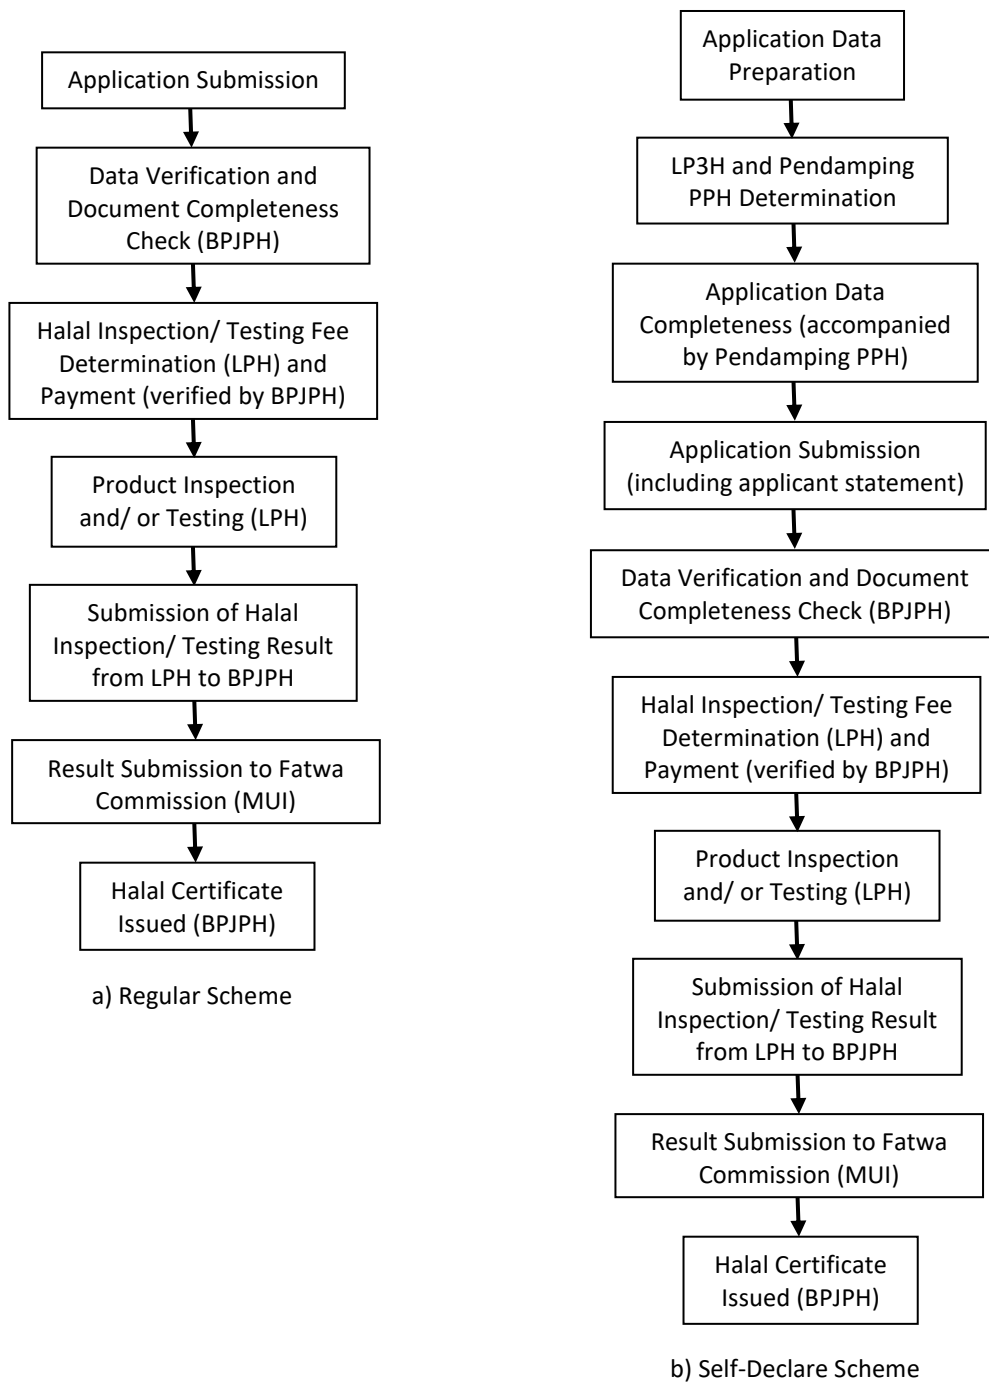 Application Submission
Data Verification and
Document Completeness
Check (BPJPH)
Halal Inspection/ Testing Fee
Determination (LPH) and
Payment (verified by BPJPH)
Product Inspection
and/ or Testing (LPH)
Submission of Halal
Inspection/ Testing Result
from LPH to BPJPH
Result Submission to Fatwa
Commission (MUI)
Halal Certificate
Issued (BPJPH)
a) Regular Scheme
Application Data
Preparation
LP3H and Pendamping
PPH Determination
Application Data
Completeness (accompanied
by Pendamping PPH)
Application Submission
(including applicant statement)
Data Verification and Document
Completeness Check (BPJPH)
Halal Inspection/ Testing Fee
Determination (LPH) and
Payment (verified by BPJPH)
Product Inspection
and/ or Testing (LPH)
Submission of Halal
Inspection/ Testing Result
from LPH to BPJPH
Result Submission to Fatwa
Commission (MUI)
Halal Certificate
Issued (BPJPH)
b) Self-Declare Scheme